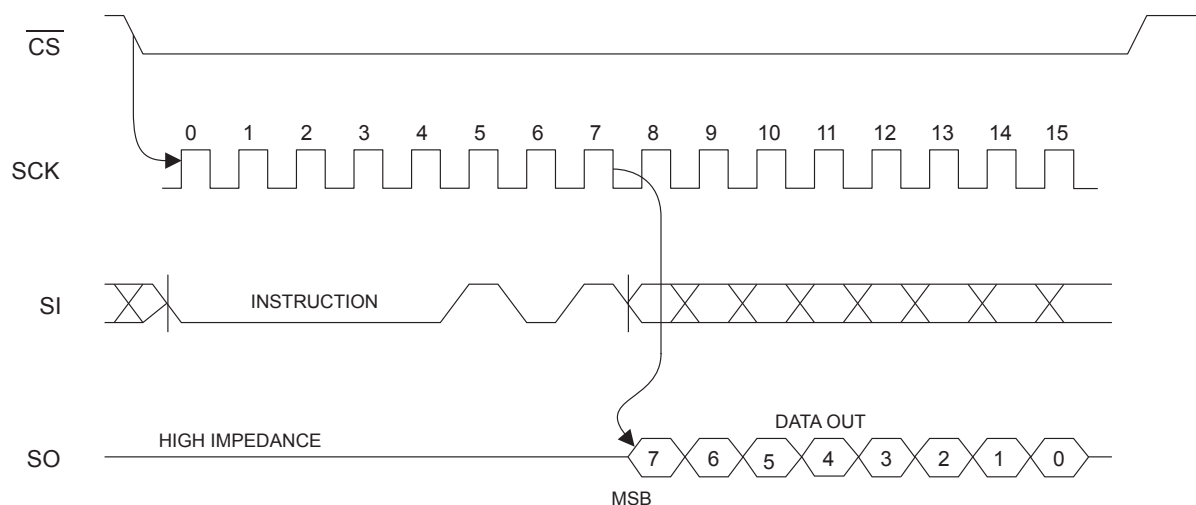 CS
0 1 2 3 4 5 6 7 8 9 10 11 12 13 14 15
SCK
SI
INSTRUCTION
DATA OUT
HIGH IMPEDANCE
SO
7 6 5 4 3 2 1 0
MSB